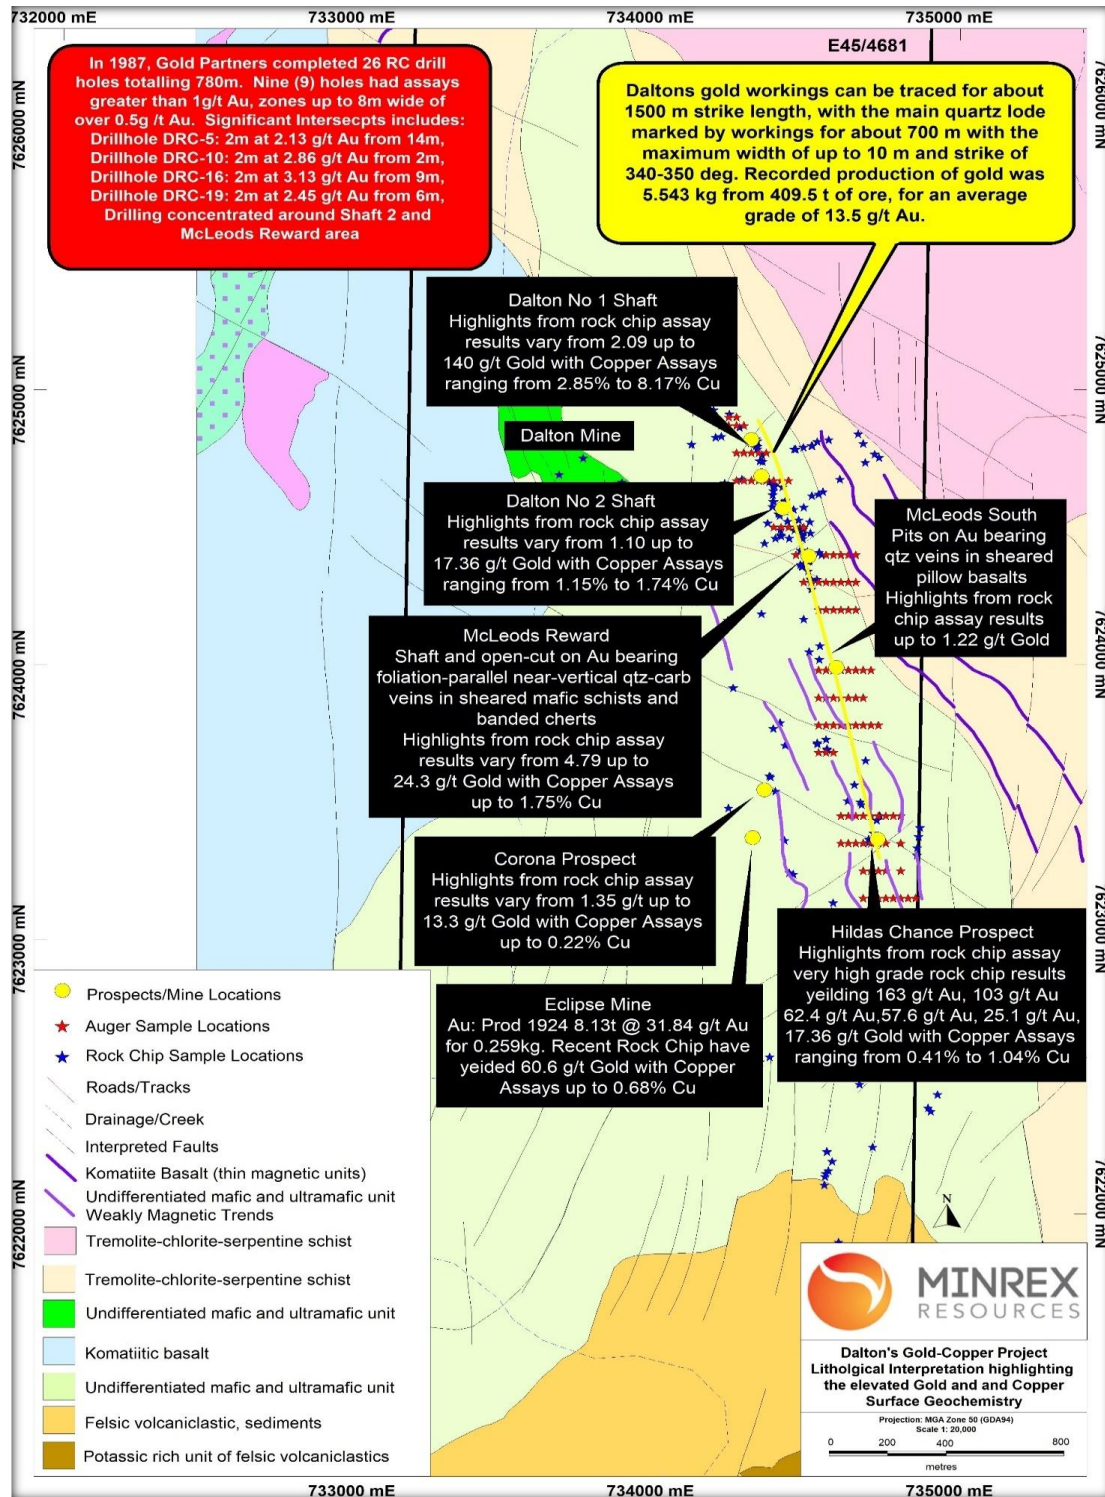 732000 mE
733000 mE
734000 mE
735000 mE
E45/4681
7626000 mN
7626000 mN
In 1987, Gold Partners completed 26 RC drill
holes totalling 780m. Nine (9) holes had assays
greater than 1g/t Au, zones up to 8m wide of
over 0.5g /t Au. Significant Intersecpts includes:
Drillhole DRC-5: 2m at 2.13 g/t Au from 14m,
Drillhole DRC-10: 2m at 2.86 g/t Au from 2m,
Drillhole DRC-16: 2m at 3.13 g/t Au from 9m,
Drillhole DRC-19: 2m at 2.45 g/t Au from 6m,
Drilling concentrated around Shaft 2 and
McLeods Reward area
Daltons gold workings can be traced for about
1500 m strike length, with the main quartz lode
marked by workings for about 700 m with the
maximum width of up to 10 m and strike of
340-350 deg. Recorded production of gold was
5.543 kg from 409.5 t of ore, for an average
grade of 13.5 g/t Au.
Dalton No 1 Shaft
Highlights from rock chip assay
results vary from 2.09 up to
140 g/t Gold with Copper Assays
ranging from 2.85% to 8.17% Cu
7625000 mN
7625000 mN
Dalton Mine
Dalton No 2 Shaft
Highlights from rock chip assay
results vary from 1.10 up to
17.36 g/t Gold with Copper Assays
ranging from 1.15% to 1.74% Cu
McLeods South
Pits on Au bearing
qtz veins in sheared
pillow basalts
Highlights from rock
chip assay results
up to 1.22 g/t Gold
McLeods Reward
Shaft and open-cut on Au bearing
foliation-parallel near-vertical qtz-carb
veins in sheared mafic schists and
banded cherts
Highlights from rock chip assay
results vary from 4.79 up to
24.3 g/t Gold with Copper Assays
up to 1.75% Cu
7624000 mN
7624000 mN
Corona Prospect
Highlights from rock chip assay
results vary from 1.35 g/t up to
13.3 g/t Gold with Copper Assays
up to 0.22% Cu
Hildas Chance Prospect
Highlights from rock chip assay
very high grade rock chip results
yeilding 163 g/t Au, 103 g/t Au
62.4 g/t Au,57.6 g/t Au, 25.1 g/t Au,
17.36 g/t Gold with Copper Assays
ranging from 0.41% to 1.04% Cu
7623000 mN
7623000 mN
Eclipse Mine
Au: Prod 1924 8.13t @ 31.84 g/t Au
for 0.259kg. Recent Rock Chip have
yeided 60.6 g/t Gold with Copper
Assays up to 0.68% Cu
Prospects/Mine Locations
Auger Sample Locations
Rock Chip Sample Locations
Roads/Tracks
Drainage/Creek
Interpreted Faults
Komatiite Basalt (thin magnetic units)
Undifferentiated mafic and ultramafic unit
Weakly Magnetic Trends
Tremolite-chlorite-serpentine schist
Tremolite-chlorite-serpentine schist
Undifferentiated mafic and ultramafic unit
Komatiitic basalt
Undifferentiated mafic and ultramafic unit
Felsic volcaniclastic, sediments
Potassic rich unit of felsic volcaniclastics
7622000 mN
7622000 mN
N
MINREX
RESOURCES
Dalton's Gold-Copper Project
Lithological Interpretation highlighting
the elevated Gold and and Copper
Surface Geochemistry
Projection: MGA Zone 50 (GDA94)
Scale 1: 20,000
0 200 400 800
metres
733000 mE
734000 mE
735000 mE